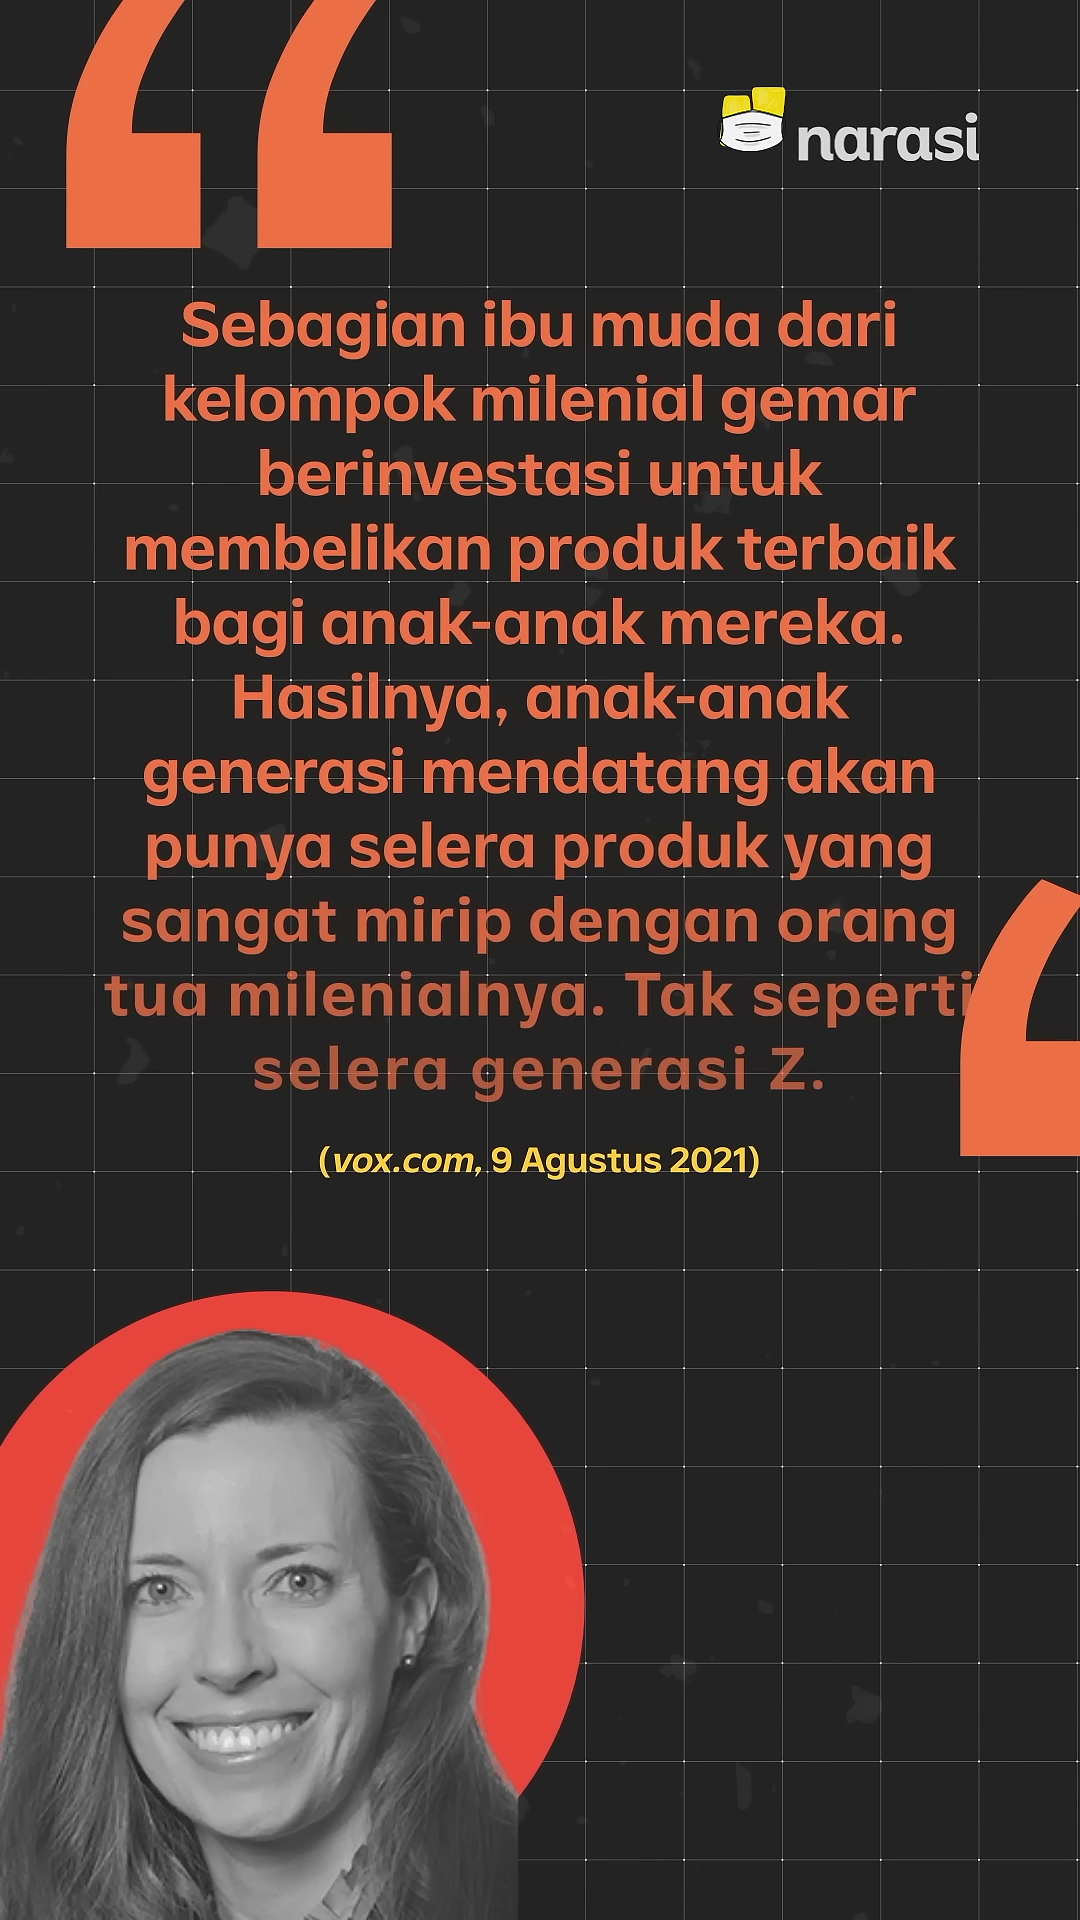 narasi
Sebagian ibu muda dari
kelompok milenial gemar
berinvestasi untuk
membelikan produk terbaik
bagi anak-anak mereka.
Hasilnya, anak-anak
generasi mendatang akan
punya selera produk yang
sangat mirip dengan orang
tua milenialnya. Tak seperti
selera generasi Z.
(vox.com, 9 Agustus 2021)